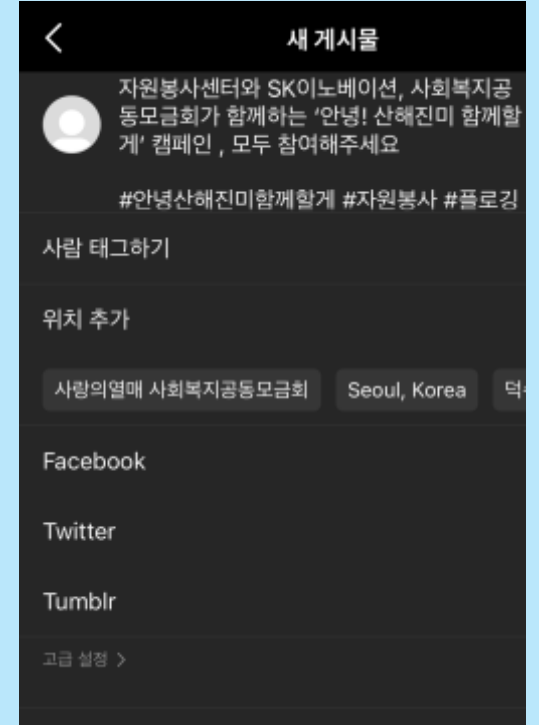 새 게시물
자원봉사센터와 SK이노베이션, 사회복지공
동모금회가 함께하는 ‘안녕! 산해진미 함께할
게’ 캠페인 , 모두 참여해주세요
#안녕산해진미함께할게 #자원봉사 #플로깅
사람 태그하기
위치 추가
사랑의열매 사회복지공동모금회 Seoul, Korea
Facebook
Twitter
Tumblr
고급 설정 >